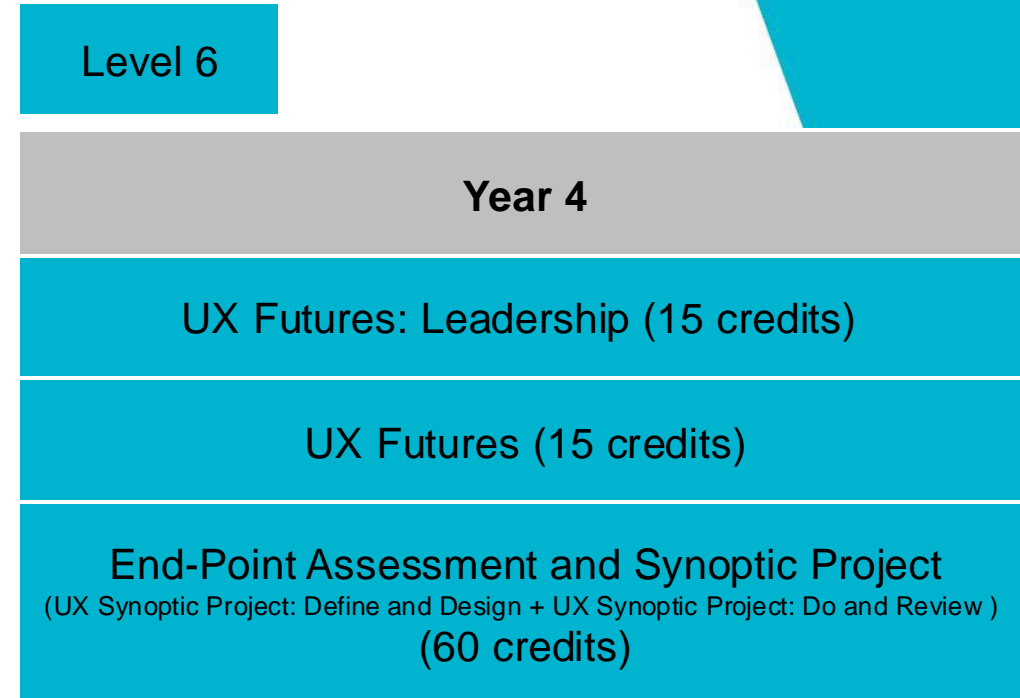 Level 6
Year 4
UX Futures: Leadership (15 credits)
UX Futures (15 credits)
End-Point Assessment and Synoptic Project
(UX Synoptic Project: Define and Design + UX Synoptic Project: Do and Review )
(60 credits)